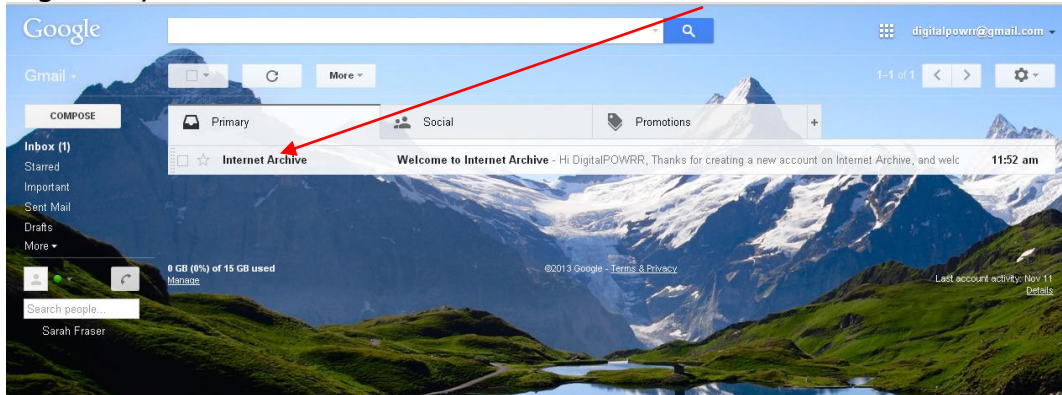 Google
digitalpowrr@gmail.com
Gmail
More
1-1 of 1
COMPOSE
Primary
Social
Promotions
+
Inbox (1)
Internet Archive Welcome to Internet Archive - Hi DigitalPOWRR, Thanks for creating a new account on Internet Archive, and welc 11:52 am
Starred
Important
Sent Mail
Drafts
More
0 GB (0%) of 15 GB used
Manage
©2013 Google - Terms & Privacy
Last account activity: Nov 11
Details
Search people...
Sarah Fraser